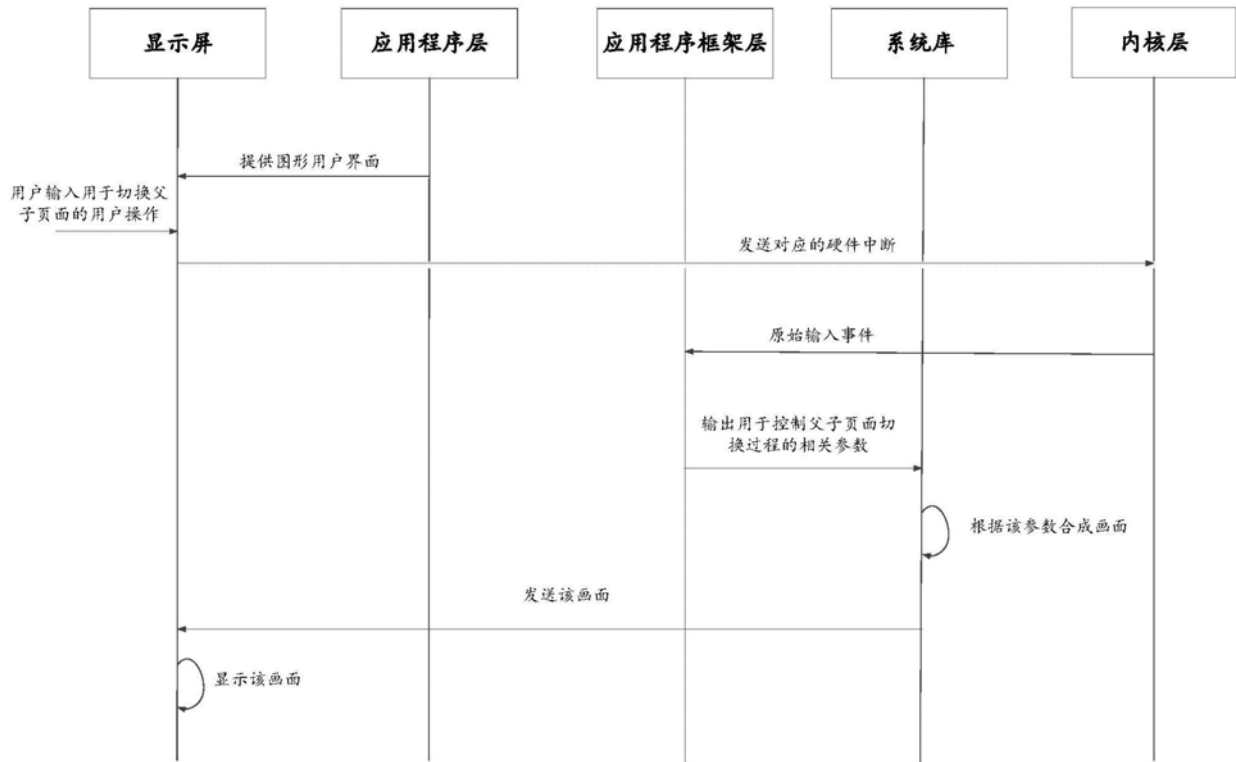 显示屏
应用程序层
应用程序框架层
系统库
内核层
提供图形用户界面
用户输入用于切换父
子页面的用户操作
发送对应的硬件中断
原始输入事件
输出用于控制父子页面切
换过程的相关参数
根据该参数合成画面
发送该画面
显示该画面